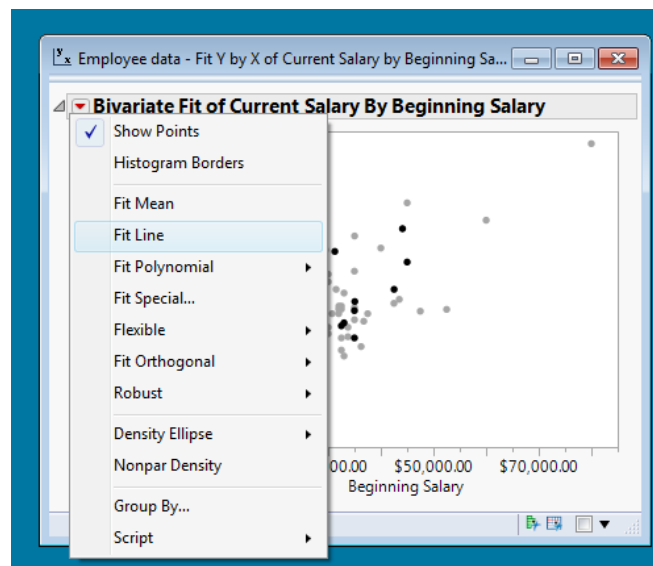 Employee data - Fit Y by X of Current Salary by Beginning Sa...
Bivariate Fit of Current Salary By Beginning Salary
Show Points
Histogram Borders
Fit Mean
Fit Line
Fit Polynomial
Fit Special...
Flexible
Fit Orthogonal
Robust
Density Ellipse
Nonpar Density
Group By...
Script
00.00 $50,000.00 $70,000.00
Beginning Salary